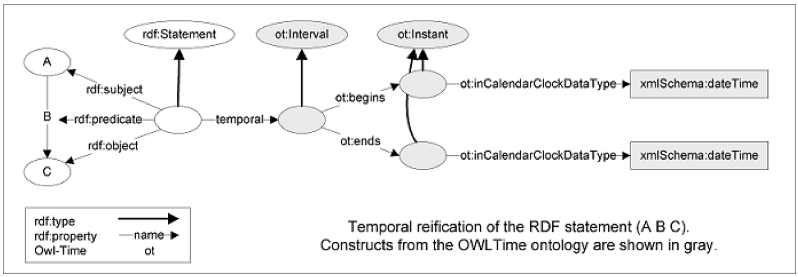 rdf:Statement
ot:Interval
ot:Instant
A
rdf:subject
ot:begins
ot:inCalendarClockDataType
xmlSchema:dateTime
B
rdf:predicate
temporal
rdf:object
ot:ends
ot:inCalendarClockDataType
xmlSchema:dateTime
C
rdf:type
rdf:property name
Owl-Time ot
Temporal reification of the RDF statement (A B C).
Constructs from the OWLTime ontology are shown in gray.